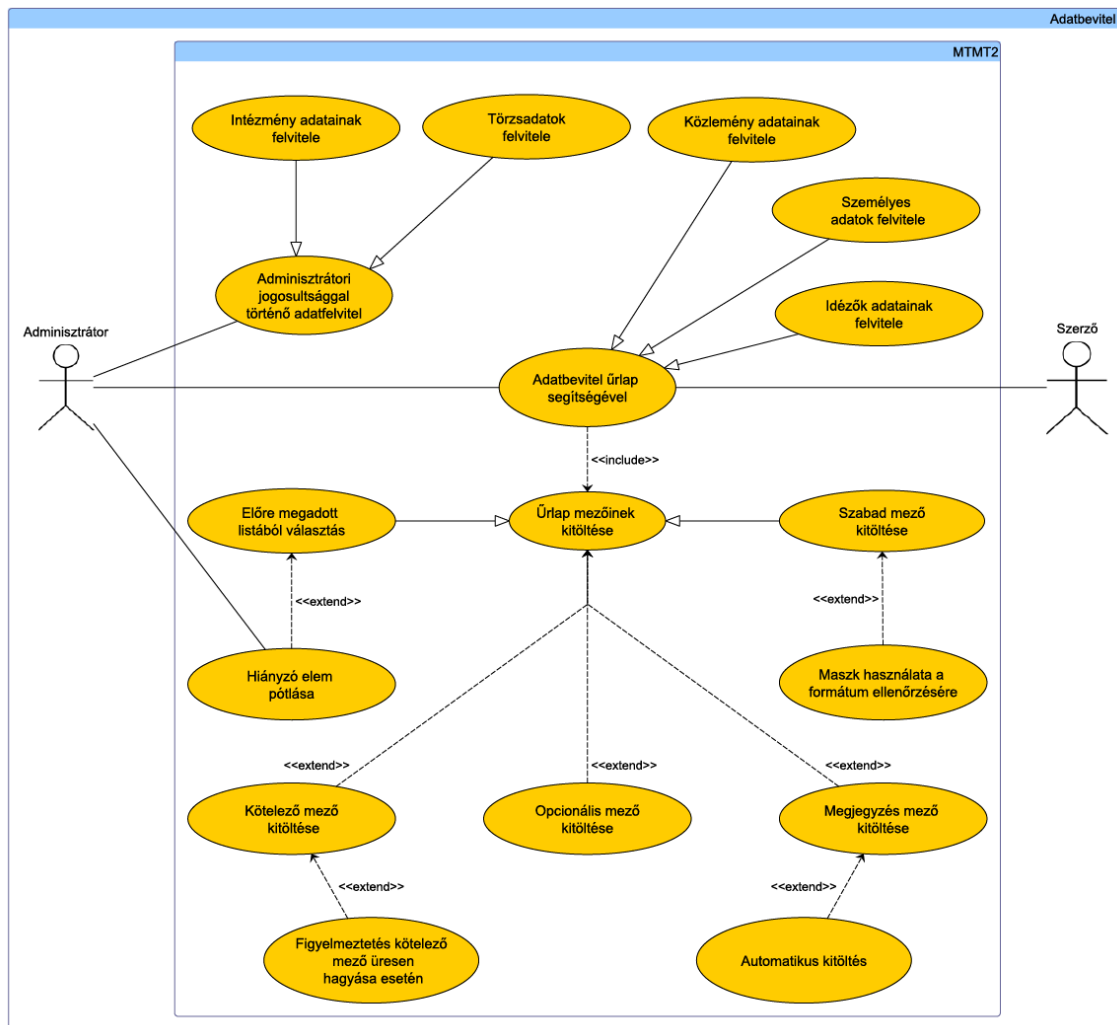 Adatbevitel
MTMT2
Intézmény adatainak
felvitele
Törzsadatok
felvitele
Közlemény adatainak
felvitele
Személyes
adatok felvitele
Adminisztrátori
jogosultsággal
történő adatfelvitel
Idézők adatainak
felvitele
Adminisztrátor
Szerző
Adatbevitel űrlap
segítségével
<<include>>
Előre megadott
listából választás
Űrlap mezőinek
kitöltése
Szabad mező
kitöltése
<<extend>>
<<extend>>
Hiányzó elem
pótlása
Maszk használata a
formátum ellenőrzésére
<<extend>>
<<extend>>
<<extend>>
Kötelező mező
kitöltése
Opcionális mező
kitöltése
Megjegyzés mező
kitöltése
<<extend>>
<<extend>>
Figyelmeztetés kötelező
mező üresen
hagyása esetén
Automatikus kitöltés